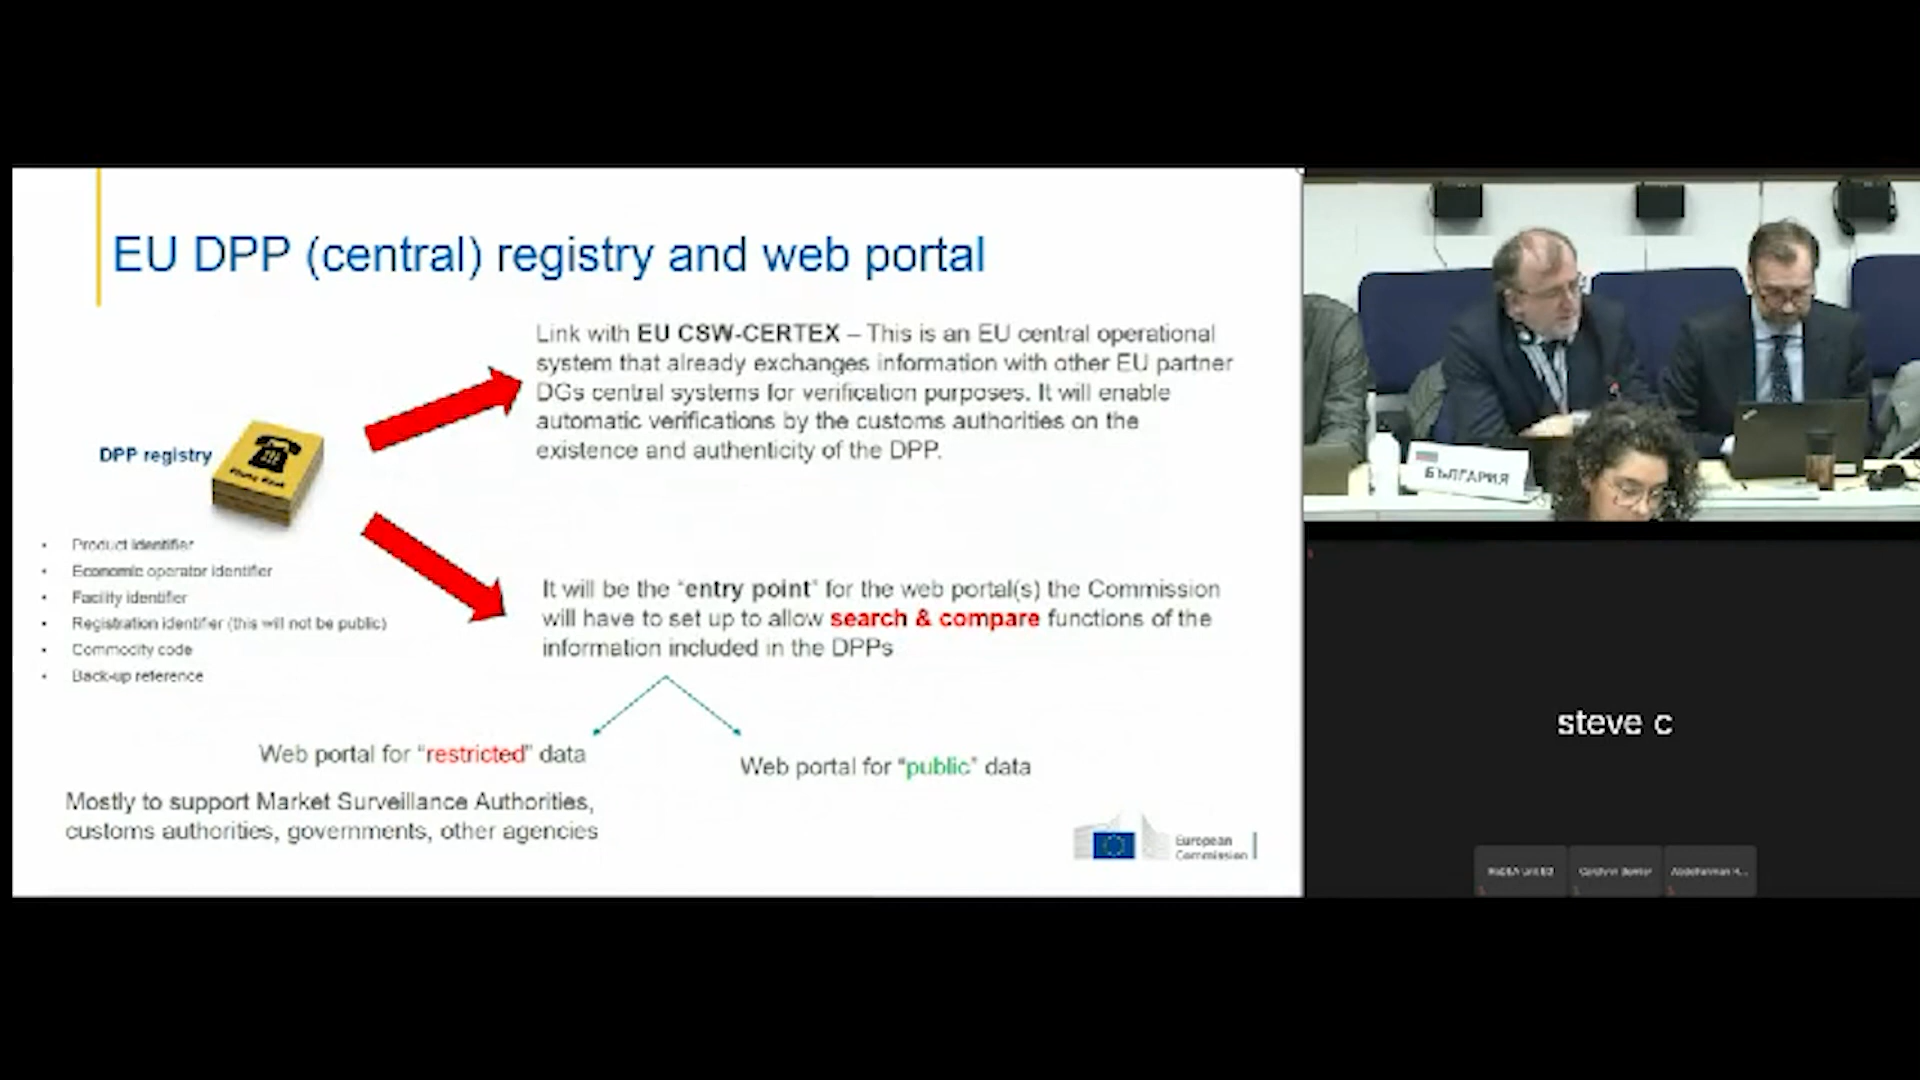 EU DPP (central) registry and web portal
Link with EU CSW-CERTEX – This is an EU central operational
system that already exchanges information with other EU partner
DGs central systems for verification purposes. It will enable
automatic verifications by the customs authorities on the
existence and authenticity of the DPP.
DPP registry
• Product identifier
• Economic operator identifier
• Facility identifier
• Registration identifier (this will not be public)
• Commodity code
• Back-up reference
It will be the “entry point” for the web portal(s) the Commission
will have to set up to allow search & compare functions of the
information included in the DPPs
Web portal for “restricted” data
Web portal for “public” data
Mostly to support Market Surveillance Authorities,
customs authorities, governments, other agencies
European
Commission
БЪЛГАРИЯ
steve c